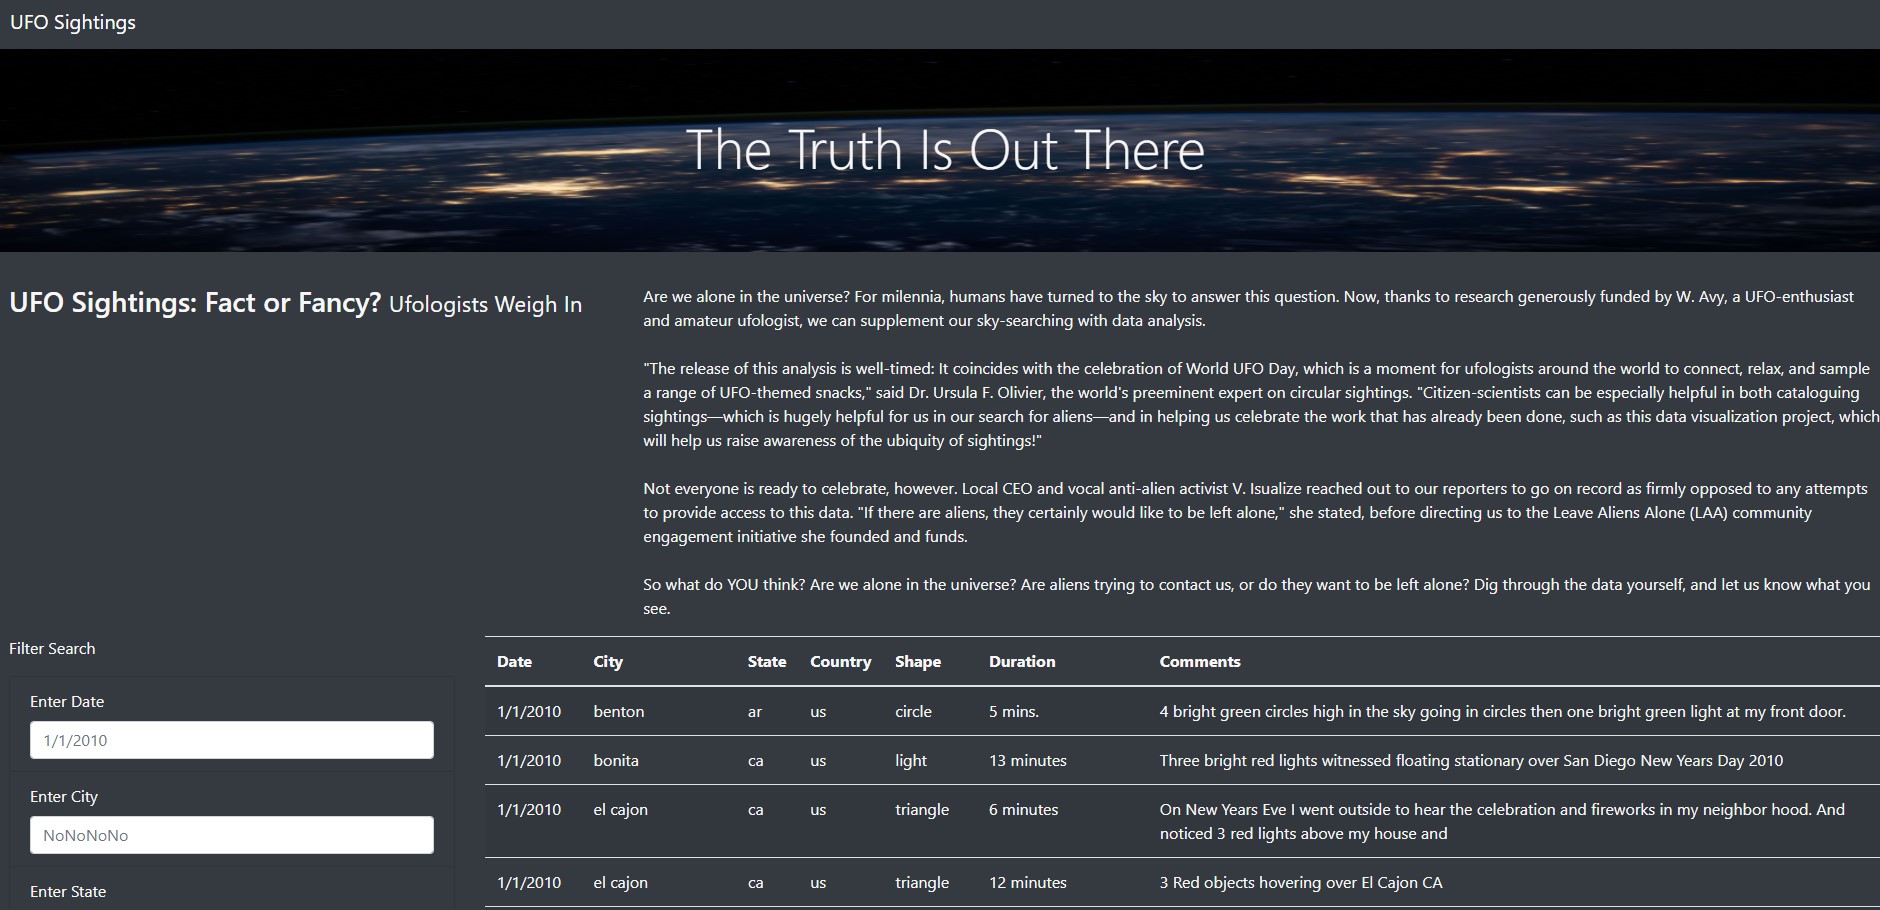 UFO Sightings
The Truth Is Out There
UFO Sightings: Fact or Fancy? Ufologists Weigh In
Are we alone in the universe? For milennia, humans have turned to the sky to answer this question. Now, thanks to research generously funded by W. Avy, a UFO-enthusiast
and amateur ufologist, we can supplement our sky-searching with data analysis.
"The release of this analysis is well-timed: It coincides with the celebration of World UFO Day, which is a moment for ufologists around the world to connect, relax, and sample
a range of UFO-themed snacks," said Dr. Ursula F. Olivier, the world's preeminent expert on circular sightings. "Citizen-scientists can be especially helpful in both cataloguing
sightings—which is hugely helpful for us in our search for aliens—and in helping us celebrate the work that has already been done, such as this data visualization project, which
will help us raise awareness of the ubiquity of sightings!"
Not everyone is ready to celebrate, however. Local CEO and vocal anti-alien activist V. Isualize reached out to our reporters to go on record as firmly opposed to any attempts
to provide access to this data. "If there are aliens, they certainly would like to be left alone," she stated, before directing us to the Leave Aliens Alone (LAA) community
engagement initiative she founded and funds.
So what do YOU think? Are we alone in the universe? Are aliens trying to contact us, or do they want to be left alone? Dig through the data yourself, and let us know what you
see.
Filter Search
Enter Date
1/1/2010
Enter City
NoNoNoNo
Enter State
Date City State Country Shape Duration Comments
1/1/2010 benton ar us circle 5 mins. 4 bright green circles high in the sky going in circles then one bright green light at my front door.
1/1/2010 bonita ca us light 13 minutes Three bright red lights witnessed floating stationary over San Diego New Years Day 2010
1/1/2010 el cajon ca us triangle 6 minutes On New Years Eve I went outside to hear the celebration and fireworks in my neighbor hood. And
noticed 3 red lights above my house and
1/1/2010 el cajon ca us triangle 12 minutes 3 Red objects hovering over El Cajon CA